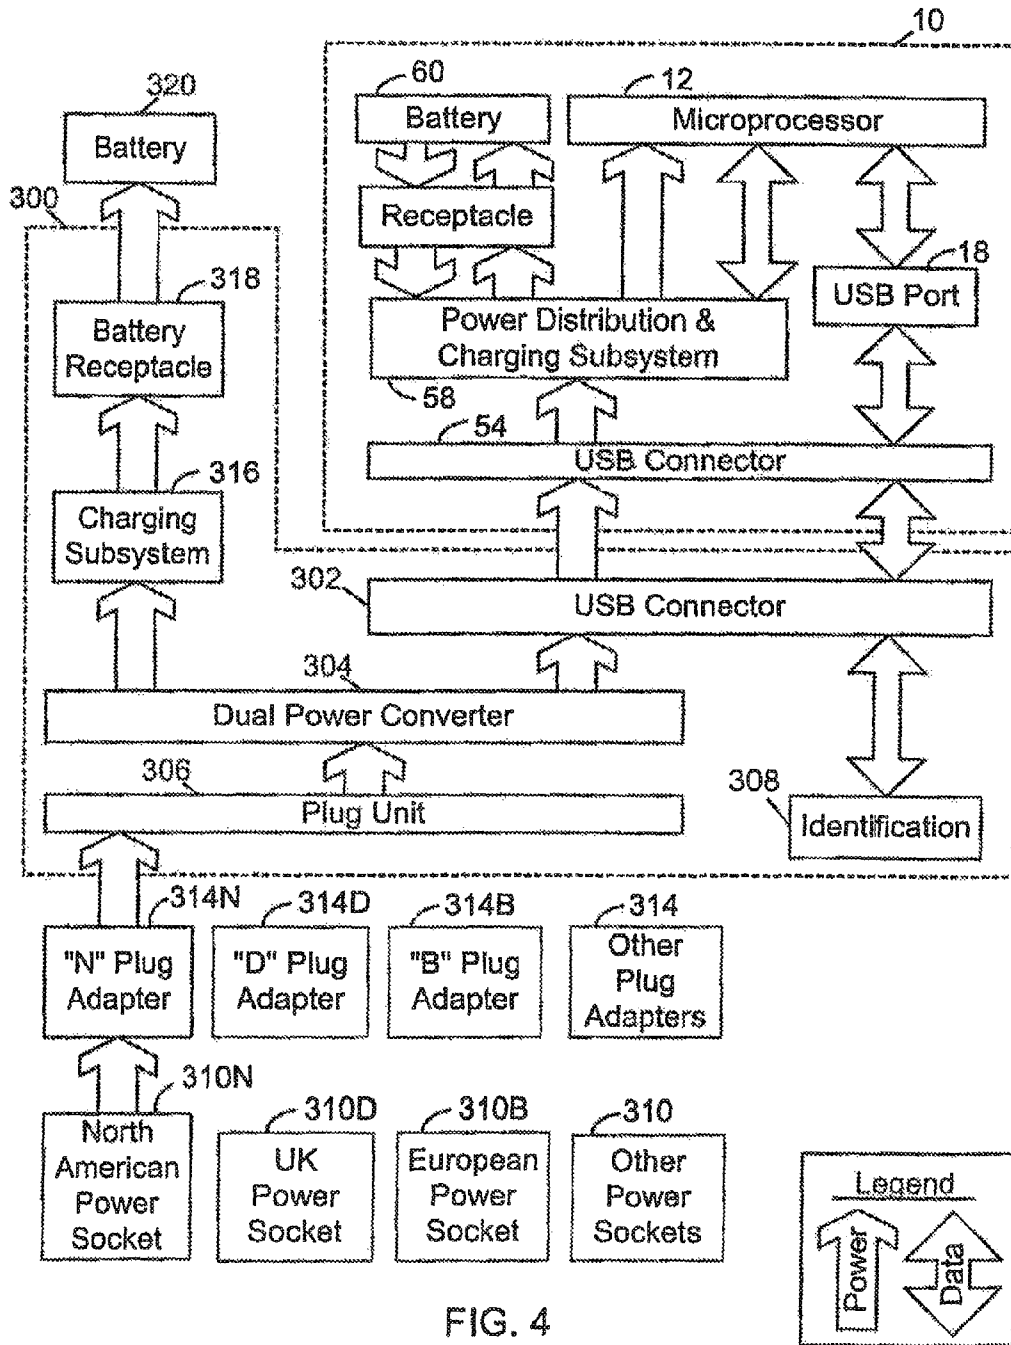 10
320
60
12
Battery
Battery
Microprocessor
300
Receptacle
318
18
USB Port
Battery
Receptacle
Power Distribution &
Charging Subsystem
58
54
USB Connector
316
Charging
Subsystem
302
USB Connector
304
Dual Power Converter
306
Plug Unit
308
Identification
314N
314D
314B
314
"N" Plug
Adapter
"D" Plug
Adapter
"B" Plug
Adapter
Other
Plug
Adapters
310N
310D
310B
310
North
American
Power
Socket
UK
Power
Socket
European
Power
Socket
Other
Power
Sockets
Legend
Power
Data
FIG. 4